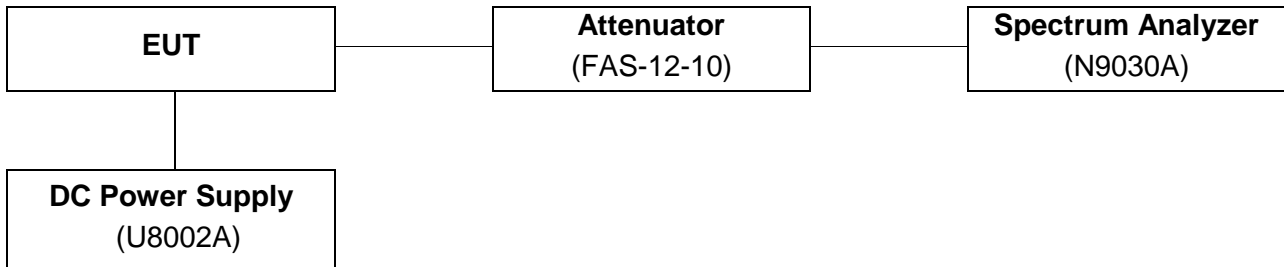 EUT
Attenuator
(FAS-12-10)
Spectrum Analyzer
(N9030A)
DC Power Supply
(U8002A)